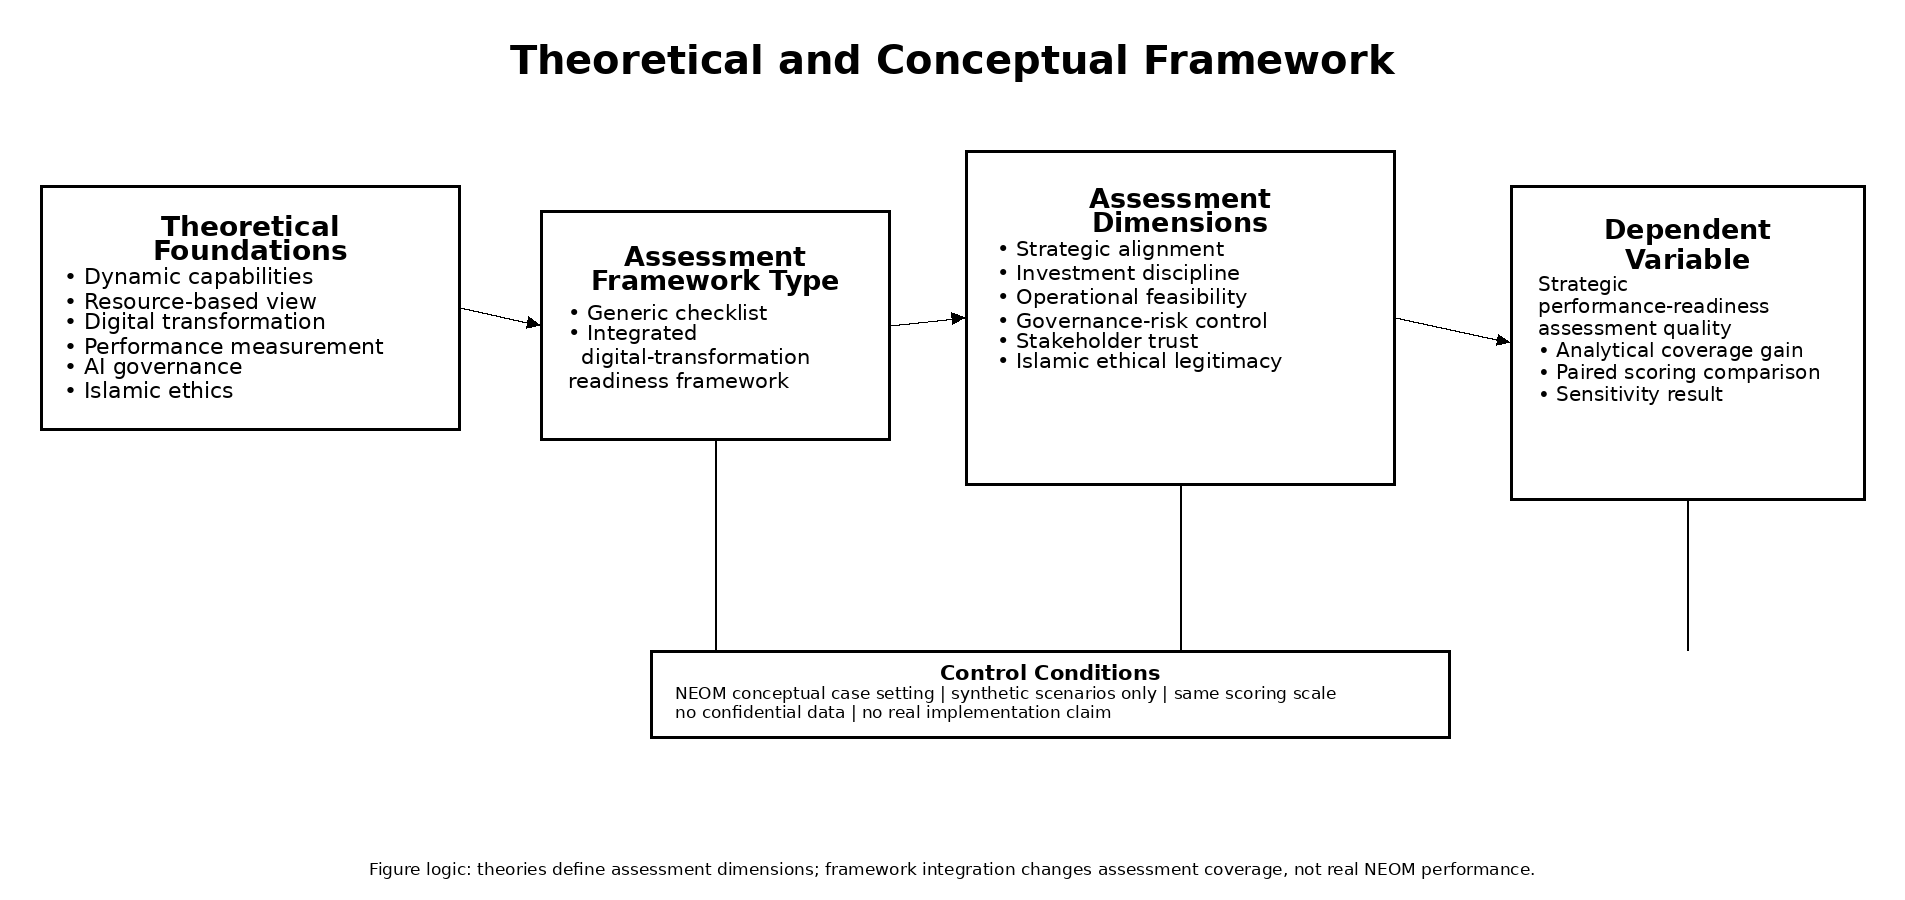 Theoretical and Conceptual Framework
Theoretical
Foundations
• Dynamic capabilities
• Resource-based view
• Digital transformation
• Performance measurement
• AI governance
• Islamic ethics
Assessment
Framework Type
• Generic checklist
• Integrated
digital-transformation
readiness framework
Assessment
Dimensions
• Strategic alignment
• Investment discipline
• Operational feasibility
• Governance-risk control
• Stakeholder trust
• Islamic ethical legitimacy
Dependent
Variable
Strategic
performance-readiness
assessment quality
• Analytical coverage gain
• Paired scoring comparison
• Sensitivity result
Control Conditions
NEOM conceptual case setting | synthetic scenarios only | same scoring scale
no confidential data | no real implementation claim
Figure logic: theories define assessment dimensions; framework integration changes assessment coverage, not real NEOM performance.